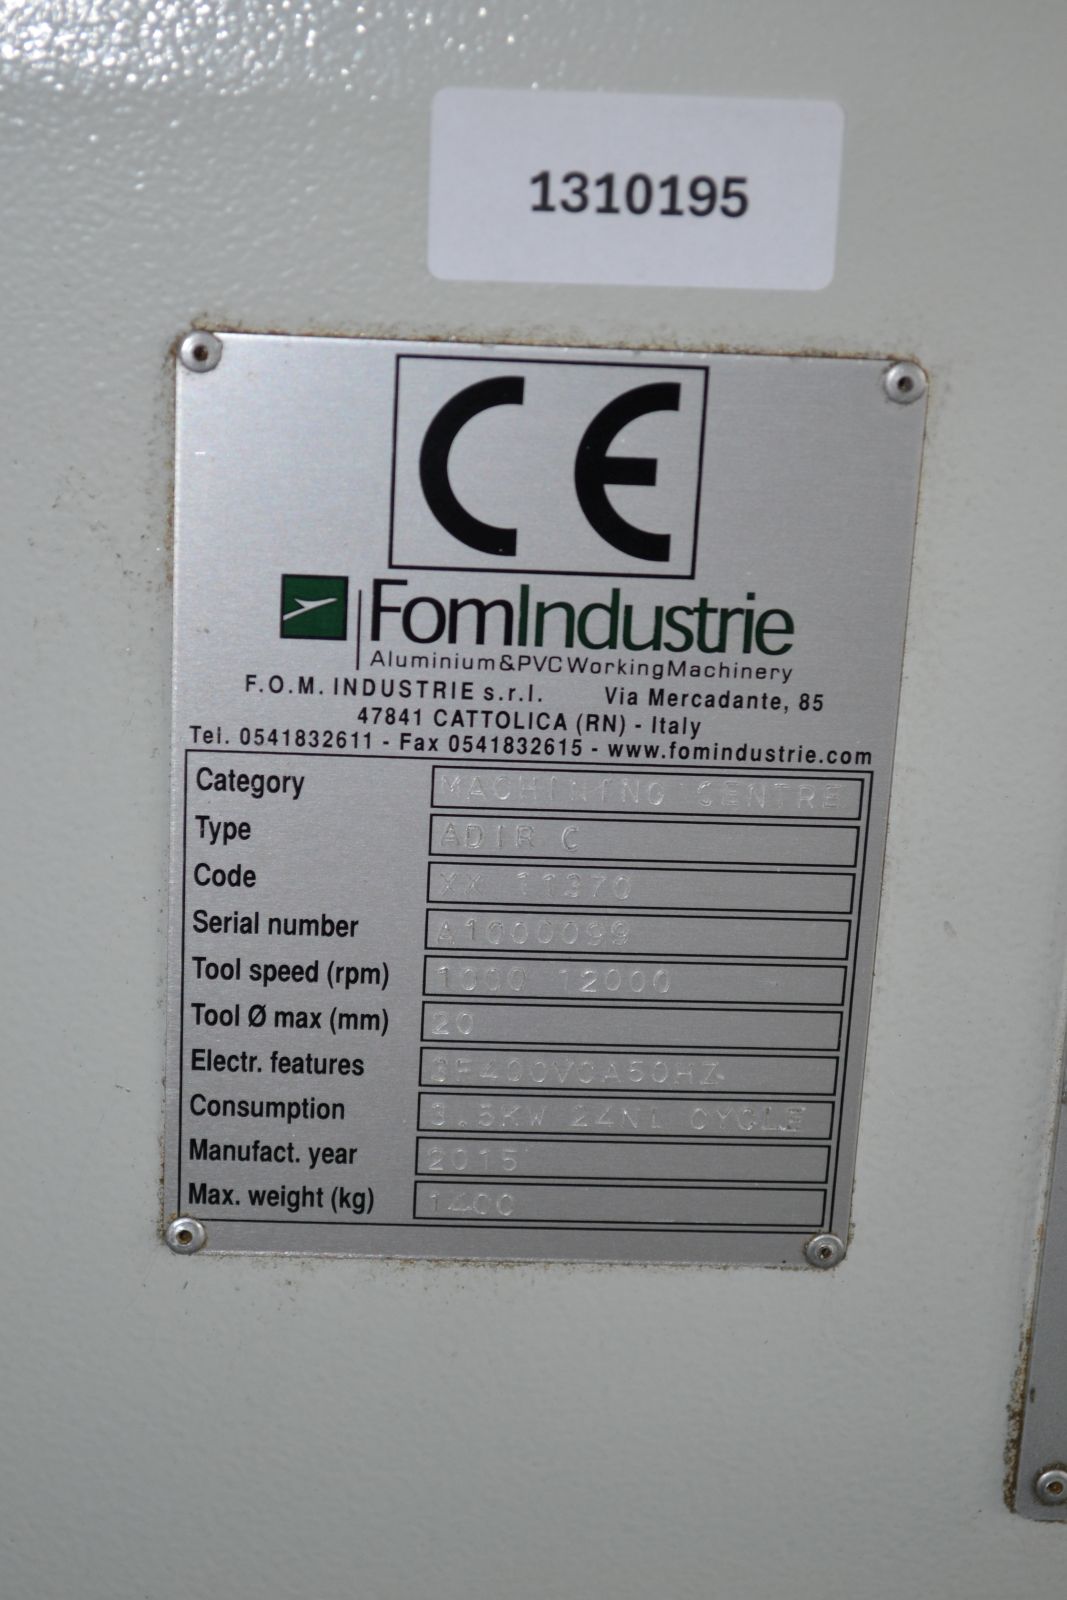 1310195
CE
FomIndustrie
Aluminium&PVCWorkingMachinery
F.O.M. INDUSTRIE s.r.l. Via Mercadante, 85
47841 CATTOLICA (RN) - Italy
Tel. 0541832611 - Fax 0541832615 - www.fomindustrie.com
Category MACHINING CENTRE
Type ADIR C
Code XX 11370
Serial number A1000099
Tool speed (rpm) 1000 12000
Tool Ø max (mm) 20
Electr. features 3F400VCA50HZ
Consumption 3.5KW 24NL CYCLE
Manufact. year 2015
Max. weight (kg) 1400